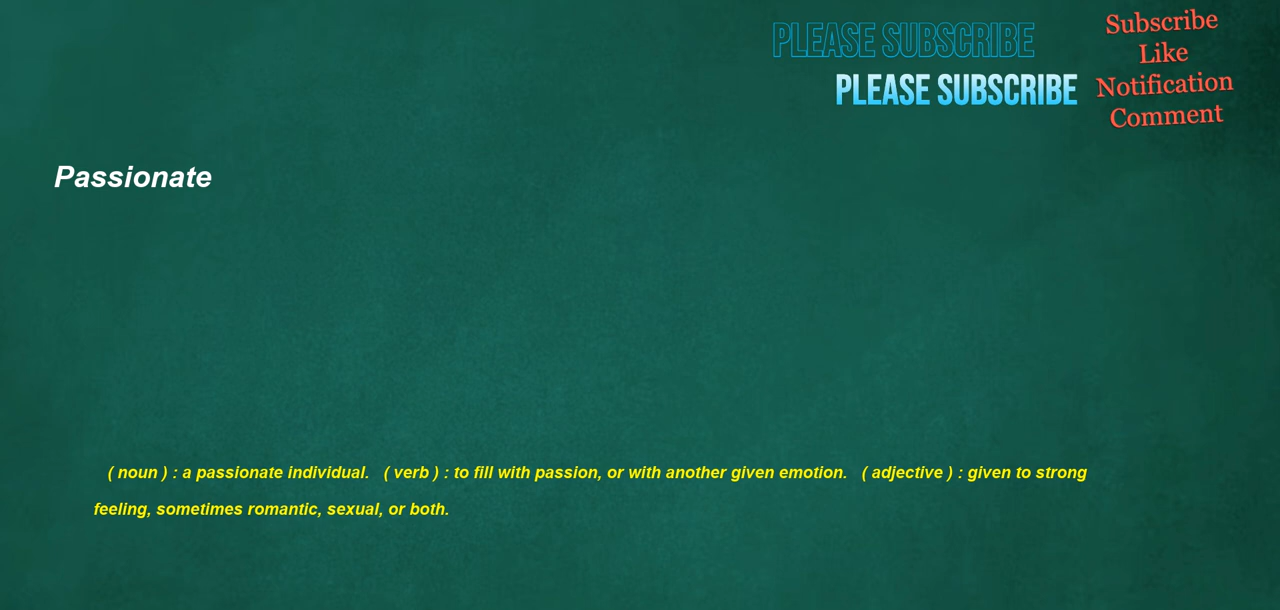 PLEASE SUBSCRIBE
PLEASE SUBSCRIBE
Subscribe
Like
Notification
Comment
Passionate
( noun ) : a passionate individual. ( verb ) : to fill with passion, or with another given emotion. ( adjective ) : given to strong
feeling, sometimes romantic, sexual, or both.